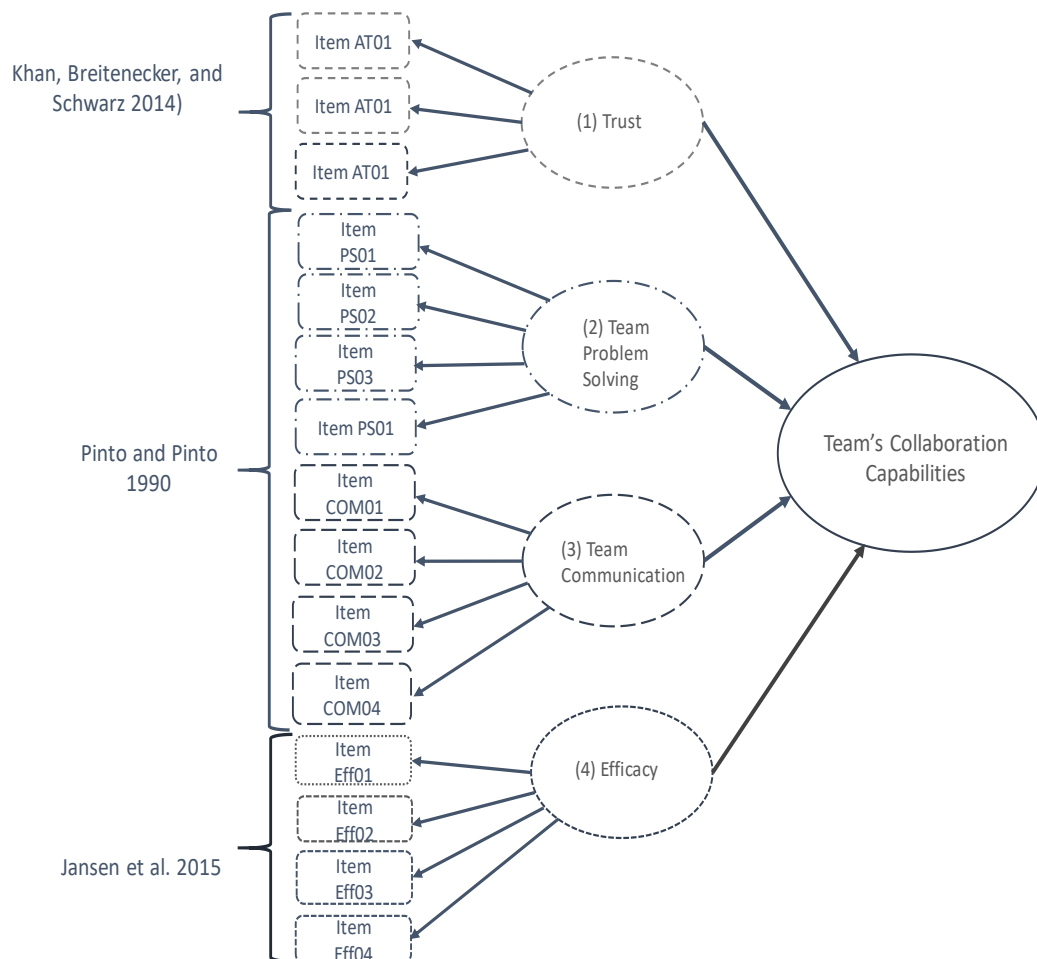 Khan, Breitenecker, and
Schwarz 2014)
Item AT01
Item AT01
Item AT01
(1) Trust
Pinto and Pinto
1990
Item
PS01
Item
PS02
Item
PS03
Item PS01
(2) Team
Problem
Solving
Item
COM01
Item
COM02
Item
COM03
Item
COM04
(3) Team
Communication
Team’s Collaboration
Capabilities
Jansen et al. 2015
Item
Eff01
Item
Eff02
Item
Eff03
Item
Eff04
(4) Efficacy